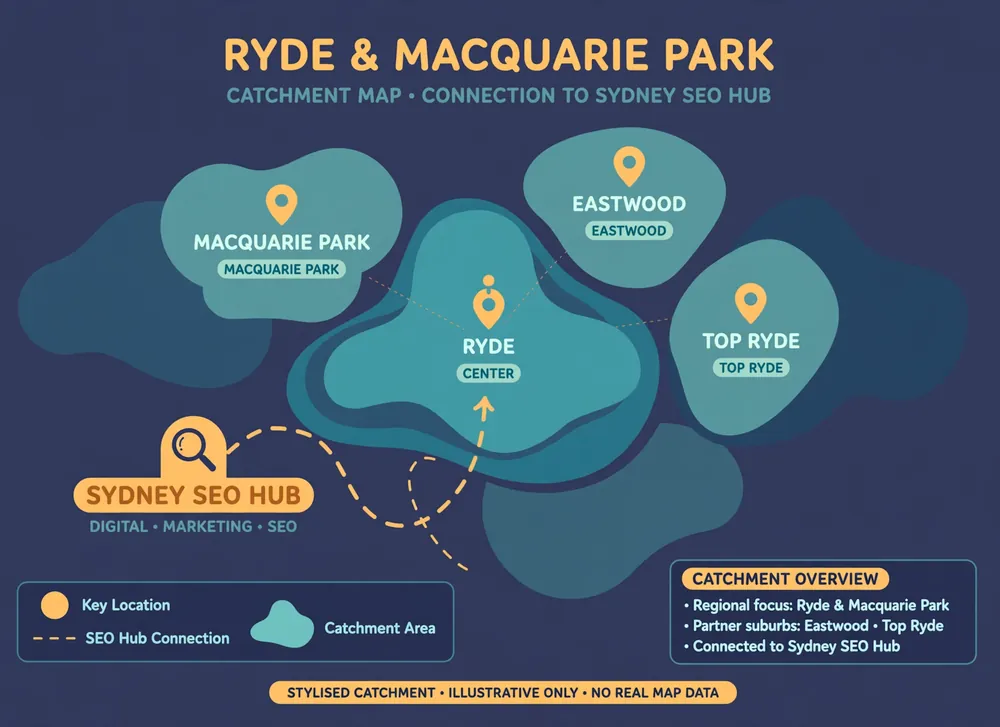 RYDE & MACQUARIE PARK
CATCHMENT MAP • CONNECTION TO SYDNEY SEO HUB
MACQUARIE PARK
MACQUARIE PARK
EASTWOOD
EASTWOOD
RYDE
CENTER
TOP RYDE
TOP RYDE
SYDNEY SEO HUB
DIGITAL • MARKETING • SEO
Key Location
SEO Hub Connection
Catchment Area
CATCHMENT OVERVIEW
• Regional focus: Ryde & Macquarie Park
• Partner suburbs: Eastwood • Top Ryde
• Connected to Sydney SEO Hub
STYLISED CATCHMENT • ILLUSTRATIVE ONLY • NO REAL MAP DATA